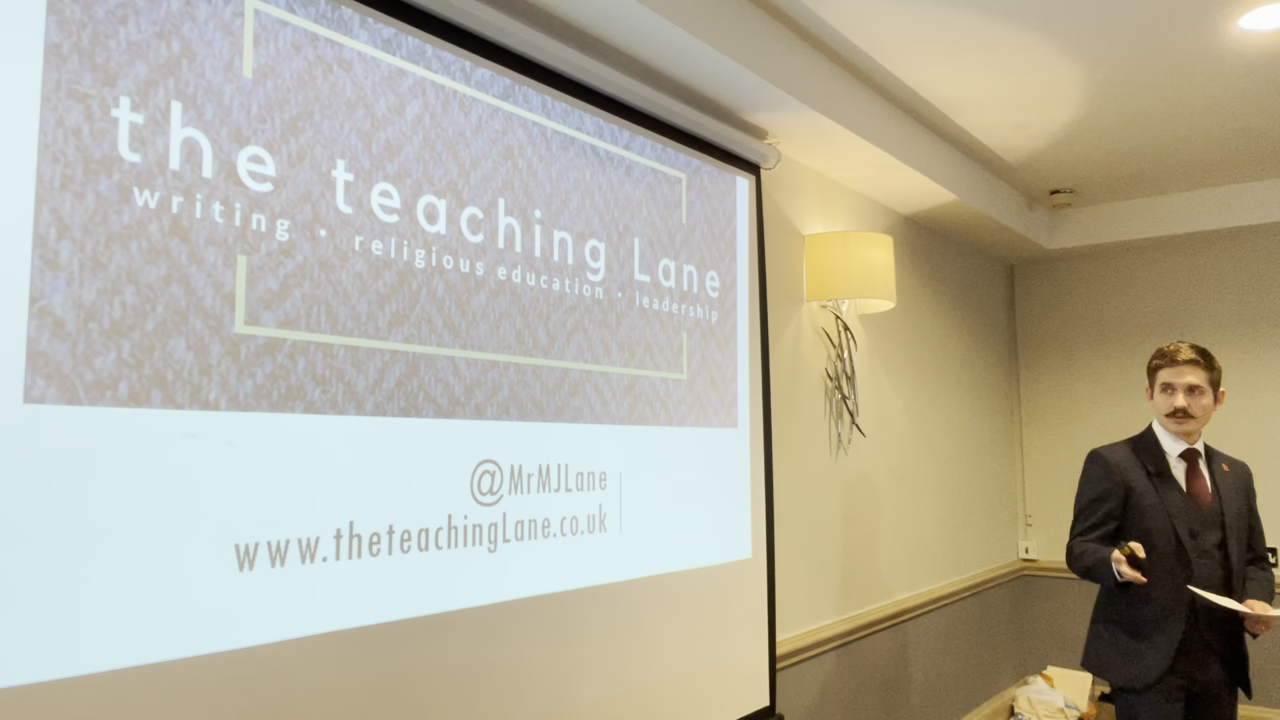 the teaching Lane
writing • religious education • leadership
@MrMJLane
www.theteachingLane.co.uk